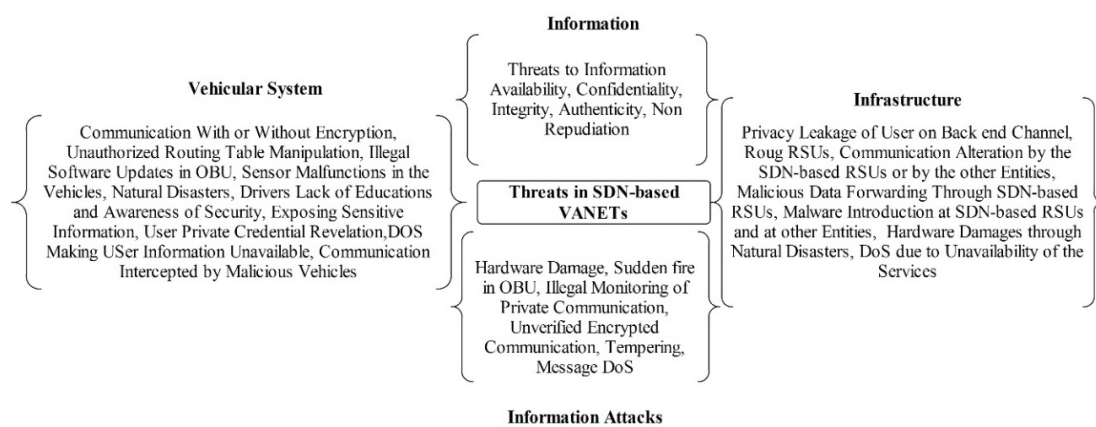 Information
Threats to Information
Availability, Confidentiality,
Integrity, Authenticity, Non
Repudiation
Vehicular System
Communication With or Without Encryption,
Unauthorized Routing Table Manipulation, Illegal
Software Updates in OBU, Sensor Malfunctions in the
Vehicles, Natural Disasters, Drivers Lack of Educations
and Awareness of Security, Exposing Sensitive
Information, User Private Credential Revelation,DOS
Making USer Information Unavailable, Communication
Intercepted by Malicious Vehicles
Threats in SDN-based
VANETs
Infrastructure
Privacy Leakage of User on Back end Channel,
Roug RSUs, Communication Alteration by the
SDN-based RSUs or by the other Entities,
Malicious Data Forwarding Through SDN-based
RSUs, Malware Introduction at SDN-based RSUs
and at other Entities, Hardware Damages through
Natural Disasters, DoS due to Unavailability of the
Services
Hardware Damage, Sudden fire
in OBU, Illegal Monitoring of
Private Communication,
Unverified Encrypted
Communication, Tempering,
Message DoS
Information Attacks